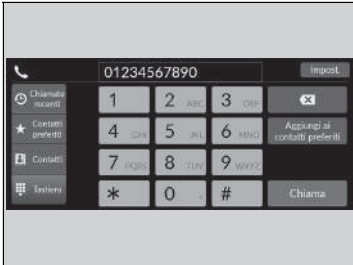 01234567890
Impost.
Chiamate
recenti
1
2 ABC
3 DEF
Contatti
preferiti
4 GHI
5 JKL
6 MNO
Aggiungi ai
contatti preferiti
Contatti
7 PQRS
8 TUV
9 WXYZ
Tastiera
*
0 +
#
Chiama